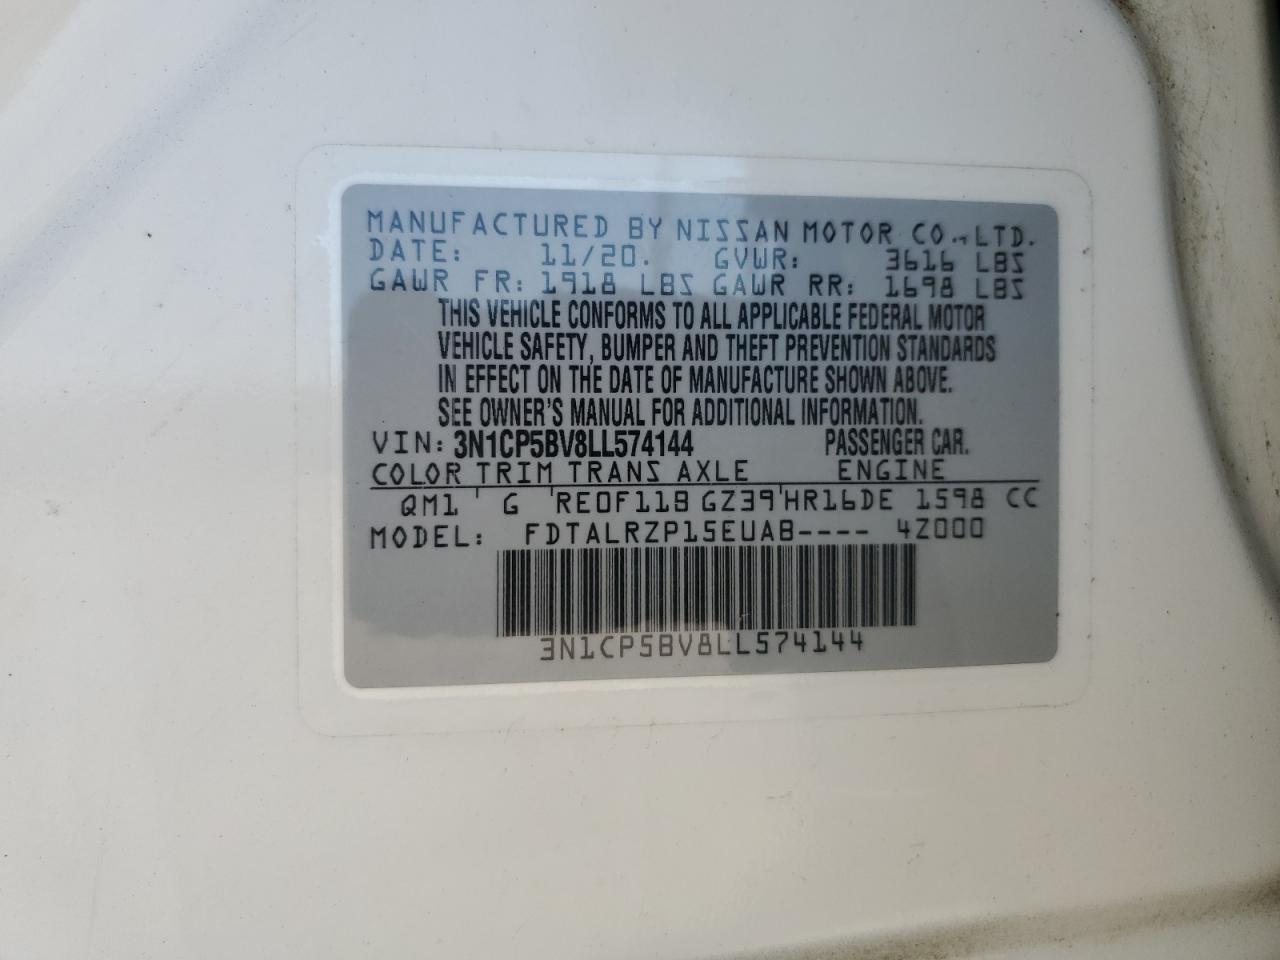 MANUFACTURED BY NISSAN MOTOR CO., LTD.
DATE: 11/20. GVWR: 3616 LBS
GAWR FR: 1918 LBS GAWR RR: 1698 LBS
THIS VEHICLE CONFORMS TO ALL APPLICABLE FEDERAL MOTOR
VEHICLE SAFETY, BUMPER AND THEFT PREVENTION STANDARDS
IN EFFECT ON THE DATE OF MANUFACTURE SHOWN ABOVE.
SEE OWNER'S MANUAL FOR ADDITIONAL INFORMATION.
VIN: 3N1CP5BV8LL574144 PASSENGER CAR.
COLOR TRIM TRANS AXLE ENGINE
QM1 ' G ' RE0F11B GZ39 ' HR16DE 1598 CC
MODEL: FDTALRZP15EUAB---- 4Z000
3N1CP5BV8LL574144